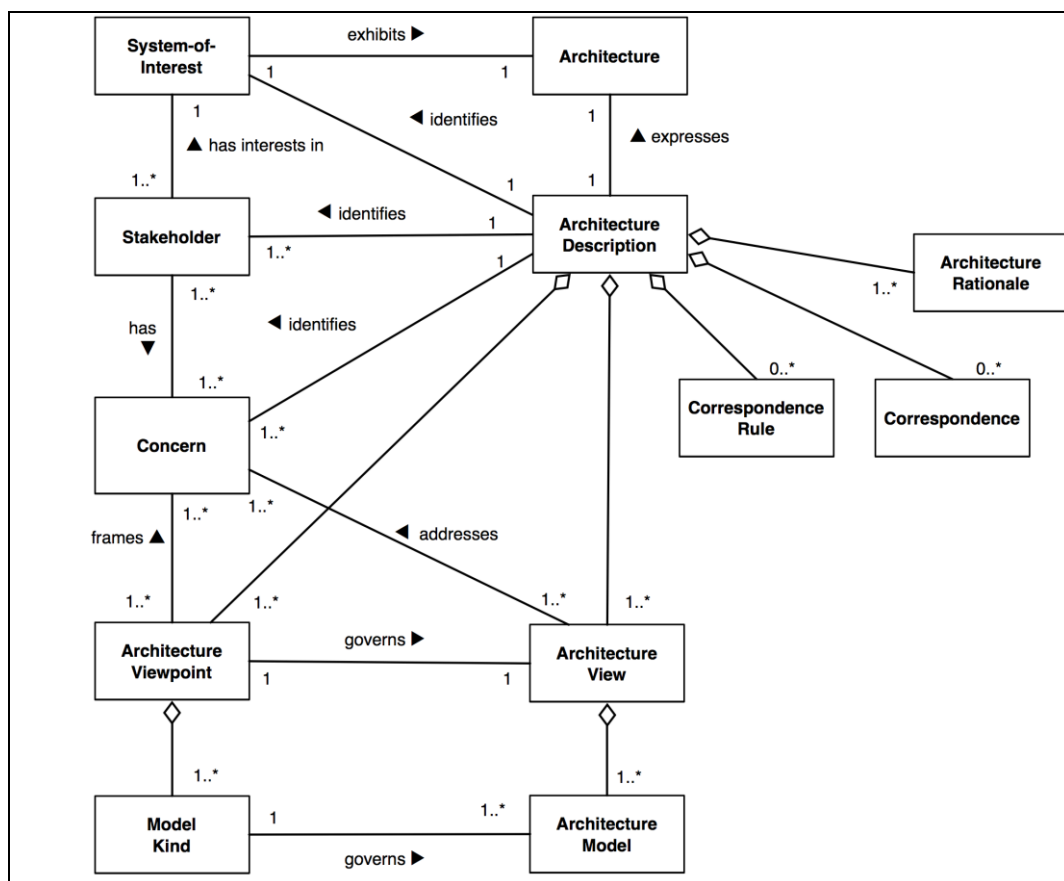 System-of-
Interest
exhibits ▶
Architecture
1
1
1
◀ identifies
1
▲ has interests in
▲ expresses
1..*
1
1
Stakeholder
◀ identifies
1
1..*
Architecture
Description
1
Architecture
Rationale
1..*
1..*
has
▼
◀ identifies
1..*
0..*
0..*
Concern
1..*
Correspondence
Rule
Correspondence
1..*
1..*
frames ▲
◀ addresses
1..*
1..*
1..*
1..*
Architecture
Viewpoint
governs ▶
1
1
Architecture
View
1..*
1..*
Model
Kind
1
1..*
governs ▶
Architecture
Model